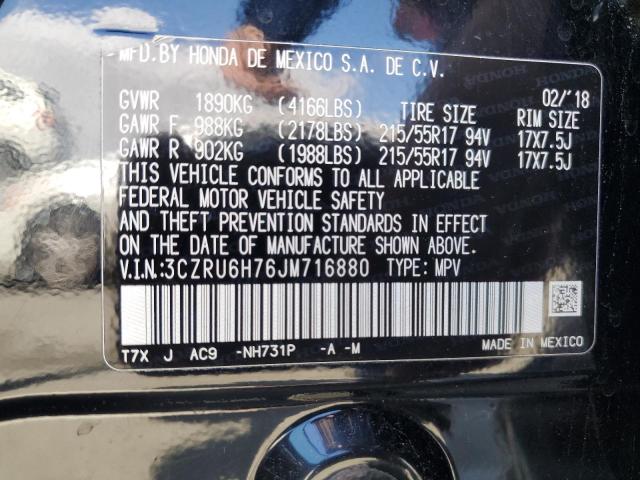 MFD.BY HONDA DE MEXICO S.A. DE C.V.
02/'18
GVWR 1890KG (4166LBS) TIRE SIZE RIM SIZE
GAWR F 988KG (2178LBS) 215/55R17 94V 17X7.5J
GAWR R 902KG (1988LBS) 215/55R17 94V 17X7.5J
THIS VEHICLE CONFORMS TO ALL APPLICABLE
FEDERAL MOTOR VEHICLE SAFETY
AND THEFT PREVENTION STANDARDS IN EFFECT
ON THE DATE OF MANUFACTURE SHOWN ABOVE.
V.I.N:3CZRU6H76JM716880 TYPE: MPV
T7X J AC9 -NH731P -A -M MADE IN MEXICO